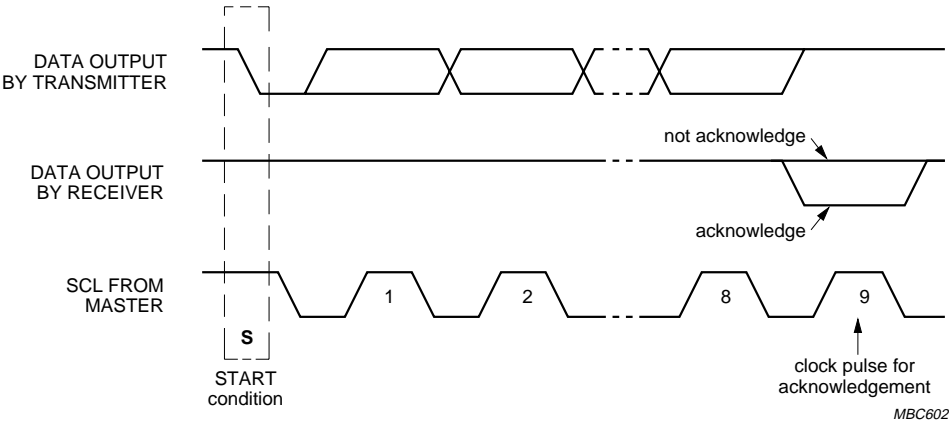 DATA OUTPUT
BY TRANSMITTER
not acknowledge
DATA OUTPUT
BY RECEIVER
acknowledge
SCL FROM
MASTER
1
2
8
9
S
START
condition
clock pulse for
acknowledgement
MBC602